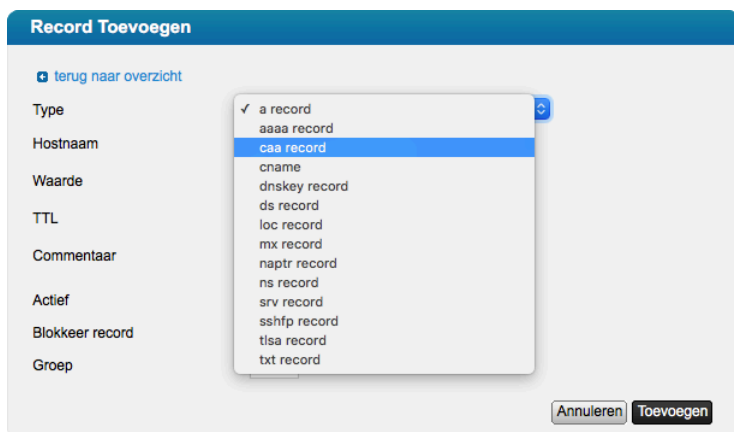 Record Toevoegen
terug naar overzicht
Type
✓ a record
aaaa record
Hostnaam
caa record
cname
Waarde
dnskey record
ds record
TTL
loc record
mx record
Commentaar
naptr record
ns record
Actief
srv record
sshfp record
Blokkeer record
tlsa record
Groep
txt record
Annuleren Toevoegen